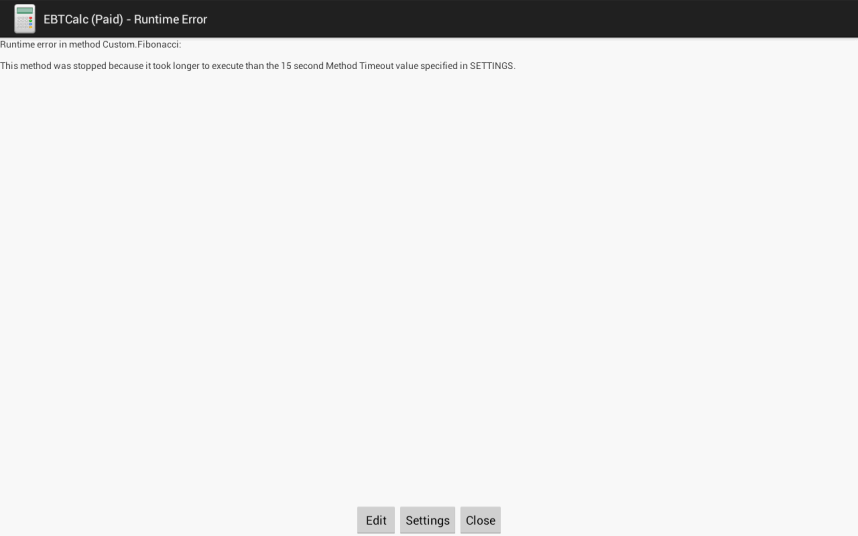 EBTCalc (Paid) - Runtime Error
Runtime error in method Custom.Fibonacci:
This method was stopped because it took longer to execute than the 15 second Method Timeout value specified in SETTINGS.
Edit Settings Close